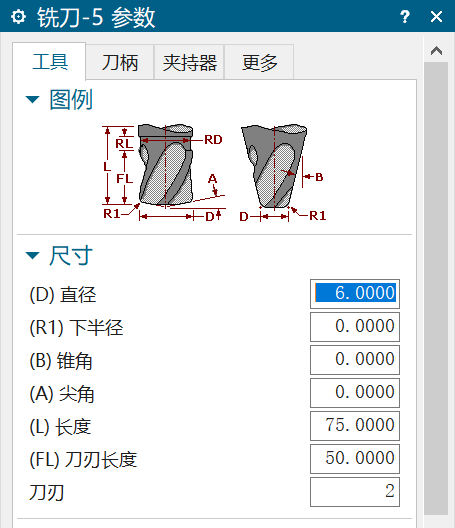 铣刀-5 参数
?
工具
刀柄
夹持器
更多
图例
RL
RD
L
FL
A
B
R1
D
D
R1
尺寸
(D) 直径 6.0000
(R1) 下半径 0.0000
(B) 锥角 0.0000
(A) 尖角 0.0000
(L) 长度 75.0000
(FL) 刀刃长度 50.0000
刀刃 2